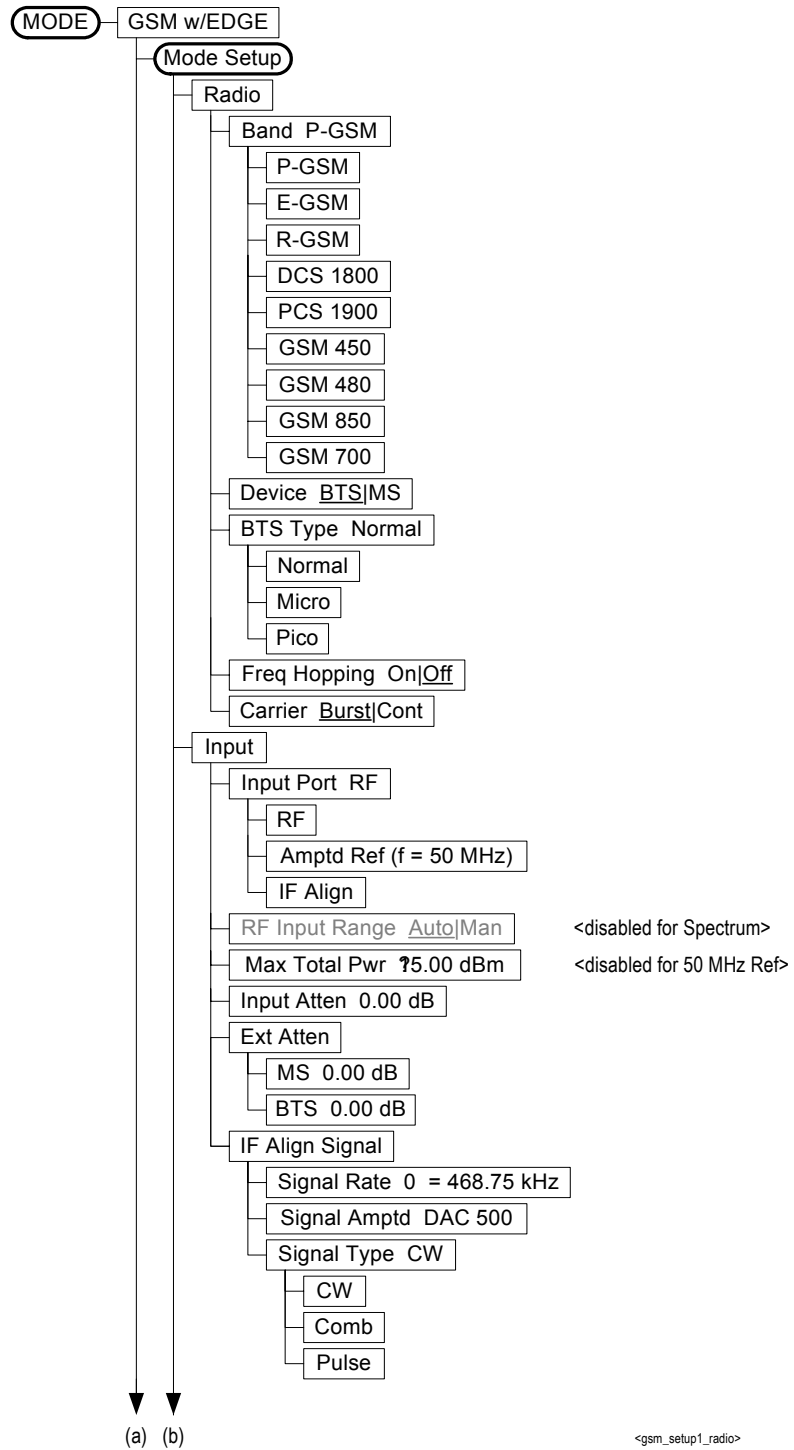 MODE GSM w/EDGE
Mode Setup
Radio
Band P-GSM
P-GSM
E-GSM
R-GSM
DCS 1800
PCS 1900
GSM 450
GSM 480
GSM 850
GSM 700
Device BTS|MS
BTS Type Normal
Normal
Micro
Pico
Freq Hopping On|Off
Carrier Burst|Cont
Input
Input Port RF
RF
Amptd Ref (f = 50 MHz)
IF Align
RF Input Range Auto|Man <disabled for Spectrum>
Max Total Pwr dBm <disabled for 50 MHz Ref>
Input Atten 0.00 dB
Ext Atten
MS 0.00 dB
BTS 0.00 dB
IF Align Signal
Signal Rate 0 = 468.75 kHz
Signal Amptd DAC 500
Signal Type CW
CW
Comb
Pulse
(a) (b) <gsm_setup1_radio>